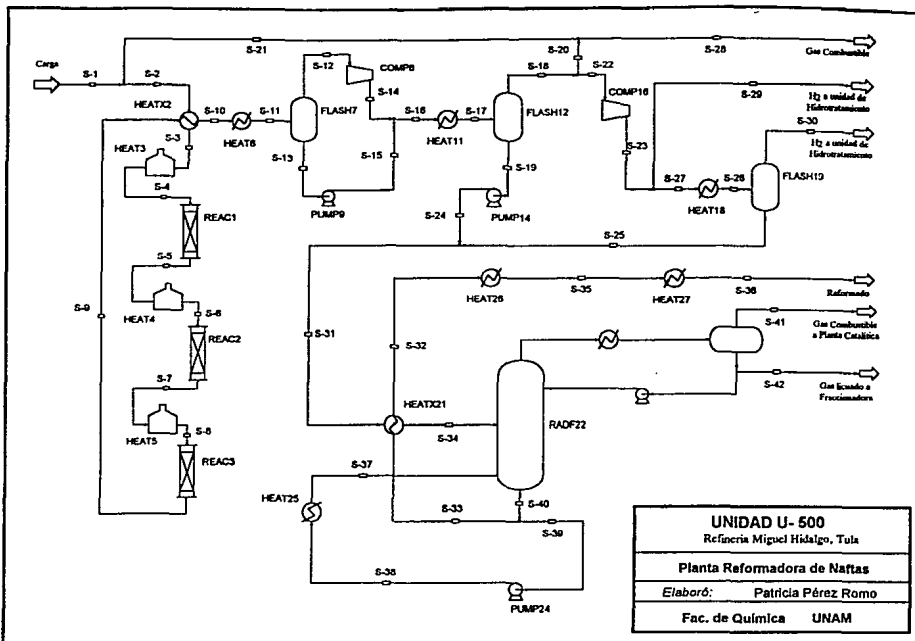 S-21
S-20
S-22
S-28
Gas Combustible
Carga
S-1
S-2
S-12
COMP8
S-14
S-18
COMP16
S-29
H2 a unidad de
Hidrotratamiento
HEATX2
S-10
S-11
FLASH7
S-16
S-17
FLASH12
S-30
H2 a unidad de
Hidrotratamiento
S-3
HEAT6
HEAT11
S-23
HEAT3
S-13
S-15
S-19
S-27
S-26
FLASH19
S-4
PUMP9
PUMP14
HEAT18
REAC1
S-24
S-25
S-5
HEAT26
S-35
HEAT27
S-36
Reformado
S-9
HEAT4
S-6
S-31
S-32
S-41
Gas Combustible
a Planta Catalítica
REAC2
S-42
Gas licuado a
Fraccionadora
S-7
HEATX21
S-34
RADF22
HEAT5
S-8
REAC3
S-37
HEAT25
S-33
S-40
S-39
S-38
PUMP24
UNIDAD U- 500
Refinería Miguel Hidalgo, Tula
Planta Reformadora de Naftas
Elaboró: Patricia Pérez Romo
Fac. de Química UNAM